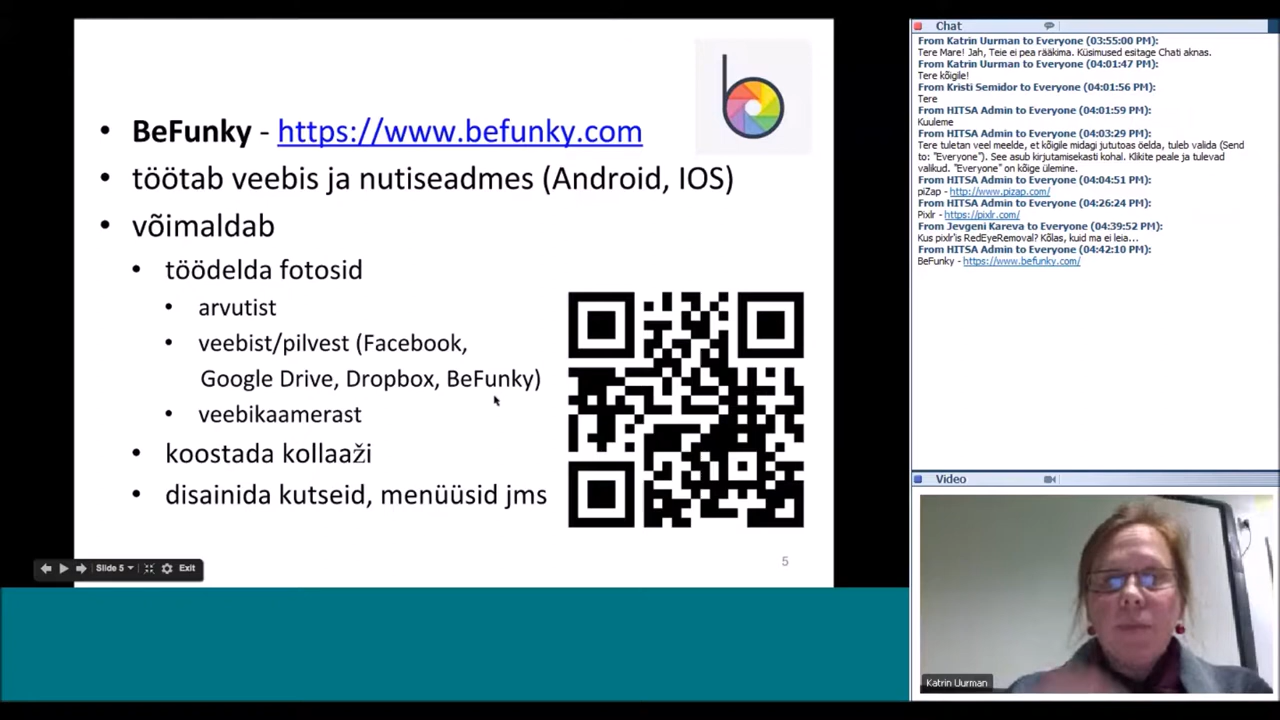 BeFunky - https://www.befunky.com
töötab veebis ja nutiseadmes (Android, IOS)
võimaldab
töödelda fotosid
arvutist
veebist/pilvest (Facebook,
Google Drive, Dropbox, BeFunky)
veebikaamerast
koostada kollaaži
disainida kutseid, menüüsid jms
5
Slide 5
Exit
Chat
From Katrin Uurman to Everyone (03:55:00 PM):
Tere Mare! Jah, Teie ei pea rääkima. Küsimused esitage Chati aknas.
From Katrin Uurman to Everyone (04:01:47 PM):
Tere kõigile!
From Kristi Semidor to Everyone (04:01:56 PM):
Tere
From HITSA Admin to Everyone (04:01:59 PM):
Kuuleme
From HITSA Admin to Everyone (04:03:29 PM):
Tere tuletan veel meelde, et kõigile midagi jututoas öelda, tuleb valida (Send
to: "Everyone"). See asub kirjutamisekasti kohal. Klikite peale ja tulevad
valikud. "Everyone" on kõige ülemine.
From HITSA Admin to Everyone (04:04:51 PM):
piZap - http://www.pizap.com/
From HITSA Admin to Everyone (04:26:24 PM):
Pixlr - https://pixlr.com/
From Jevgeni Kareva to Everyone (04:39:52 PM):
Kus pixlr'is RedEyeRemoval? Kõlas, kuid ma ei leia...
From HITSA Admin to Everyone (04:42:10 PM):
BeFunky - https://www.befunky.com/
Video
Katrin Uurman